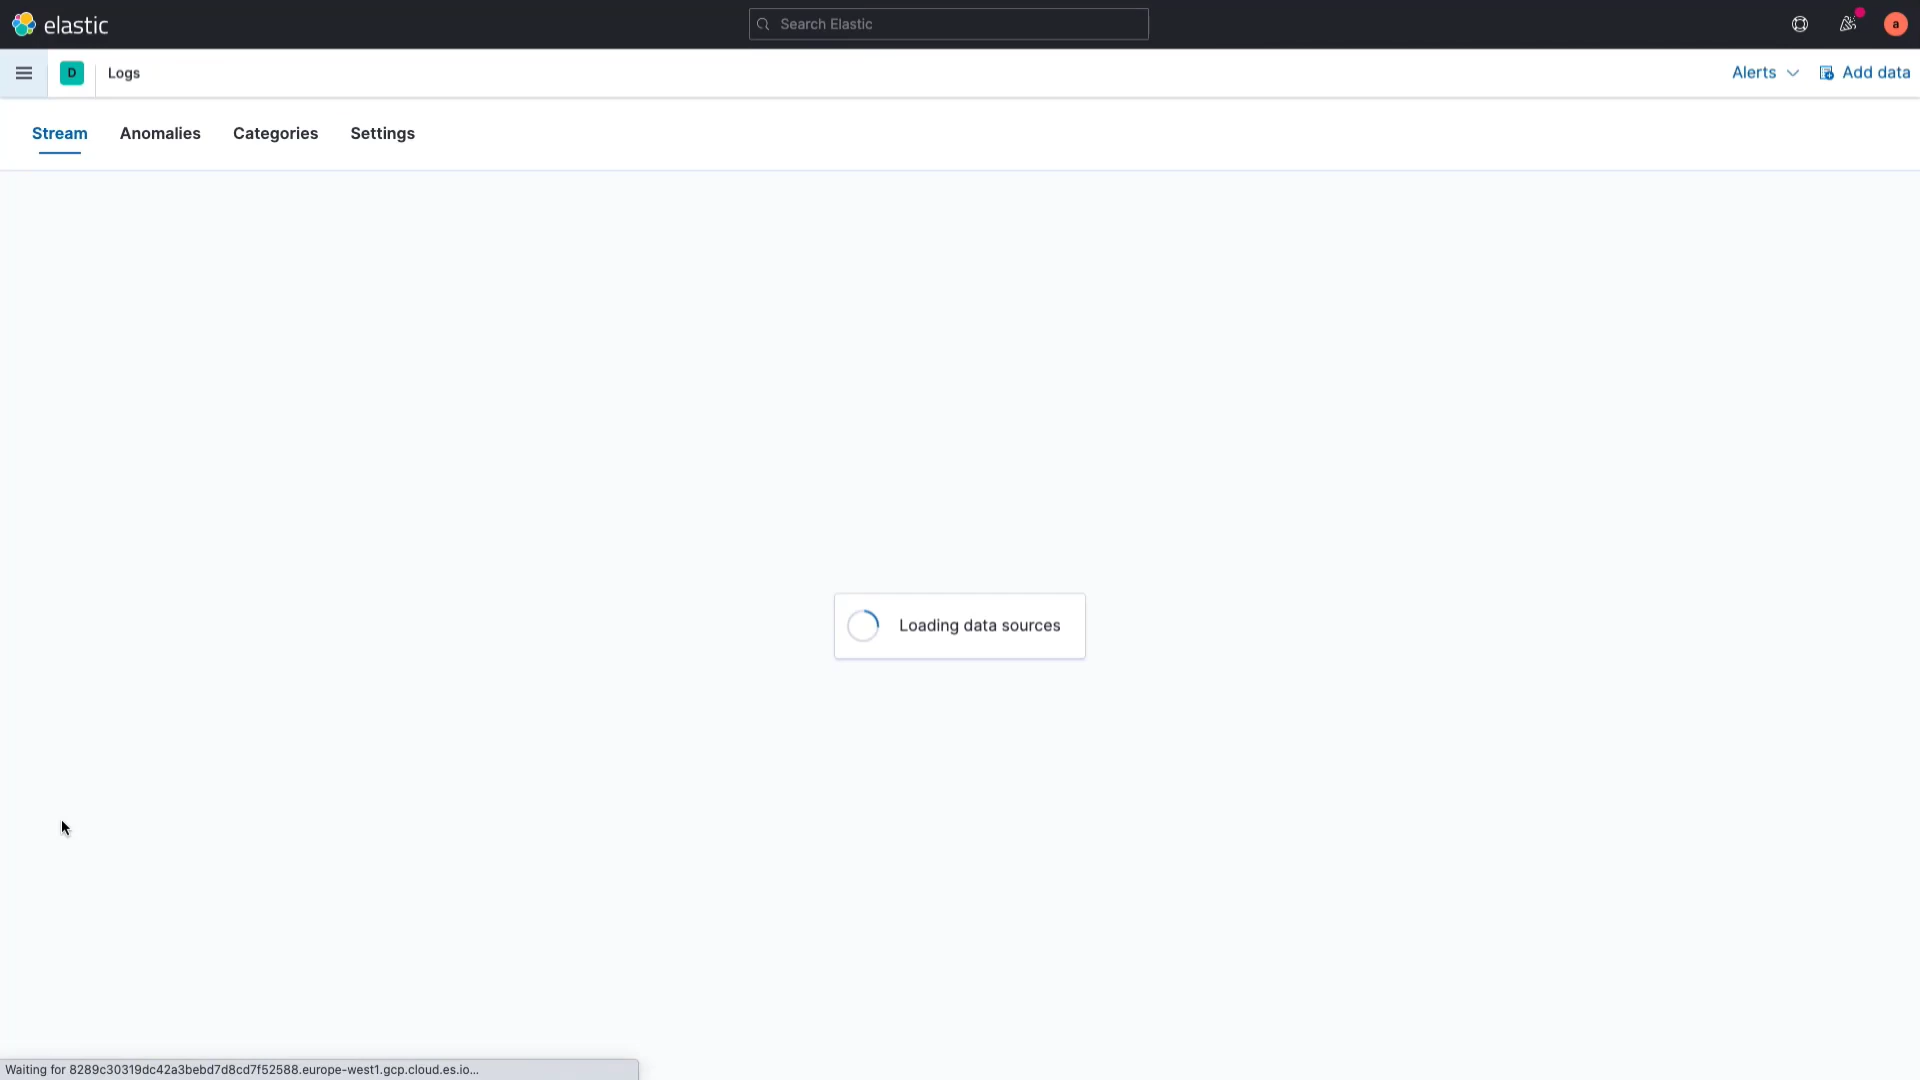 elastic
Search Elastic
a
D
Logs
Alerts
Add data
Stream
Anomalies
Categories
Settings
Loading data sources
Waiting for 8289c30319dc42a3bebd7d8cd7f52588.europe-west1.gcp.cloud.es.io...